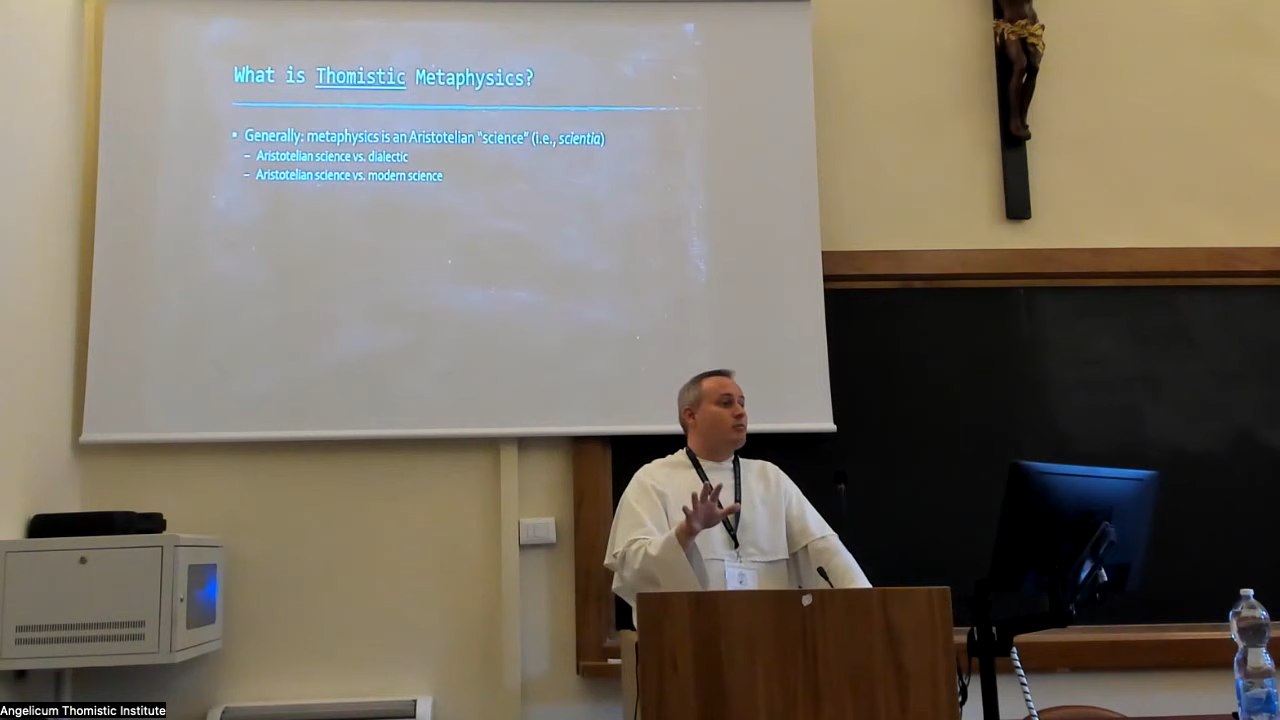 What is Thomistic Metaphysics?
▪ Generally: metaphysics is an Aristotelian "science" (i.e., scientia)
– Aristotelian science vs. dialectic
– Aristotelian science vs. modern science
Angelicum Thomistic Institute